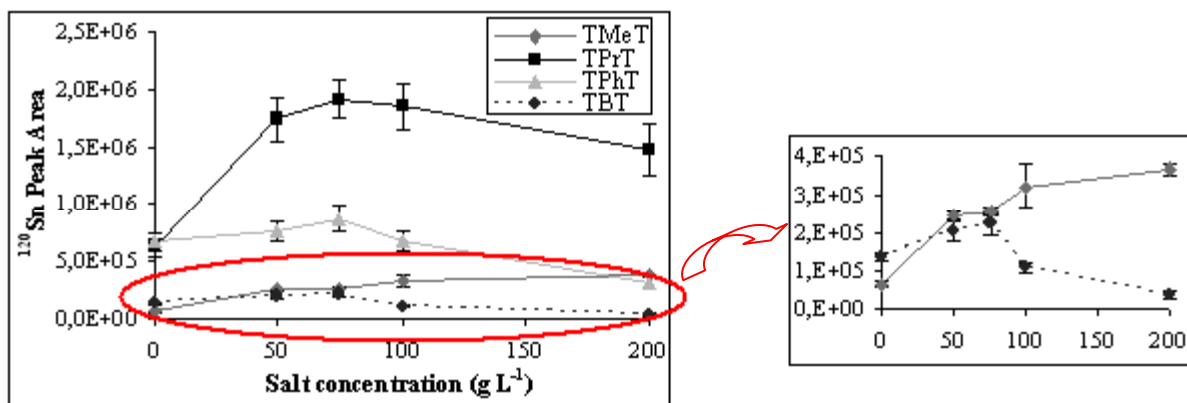 2,5E+06
2,0E+06
1,5E+06
1,0E+06
5,0E+05
0,0E+00
¹²⁰Sn Peak Area
TMeT
TPrT
TPhT
TBT
0 50 100 150 200
Salt concentration (g L⁻¹)
4,E+05
3,E+05
2,E+05
1,E+05
0,E+00
0 50 100 150 200